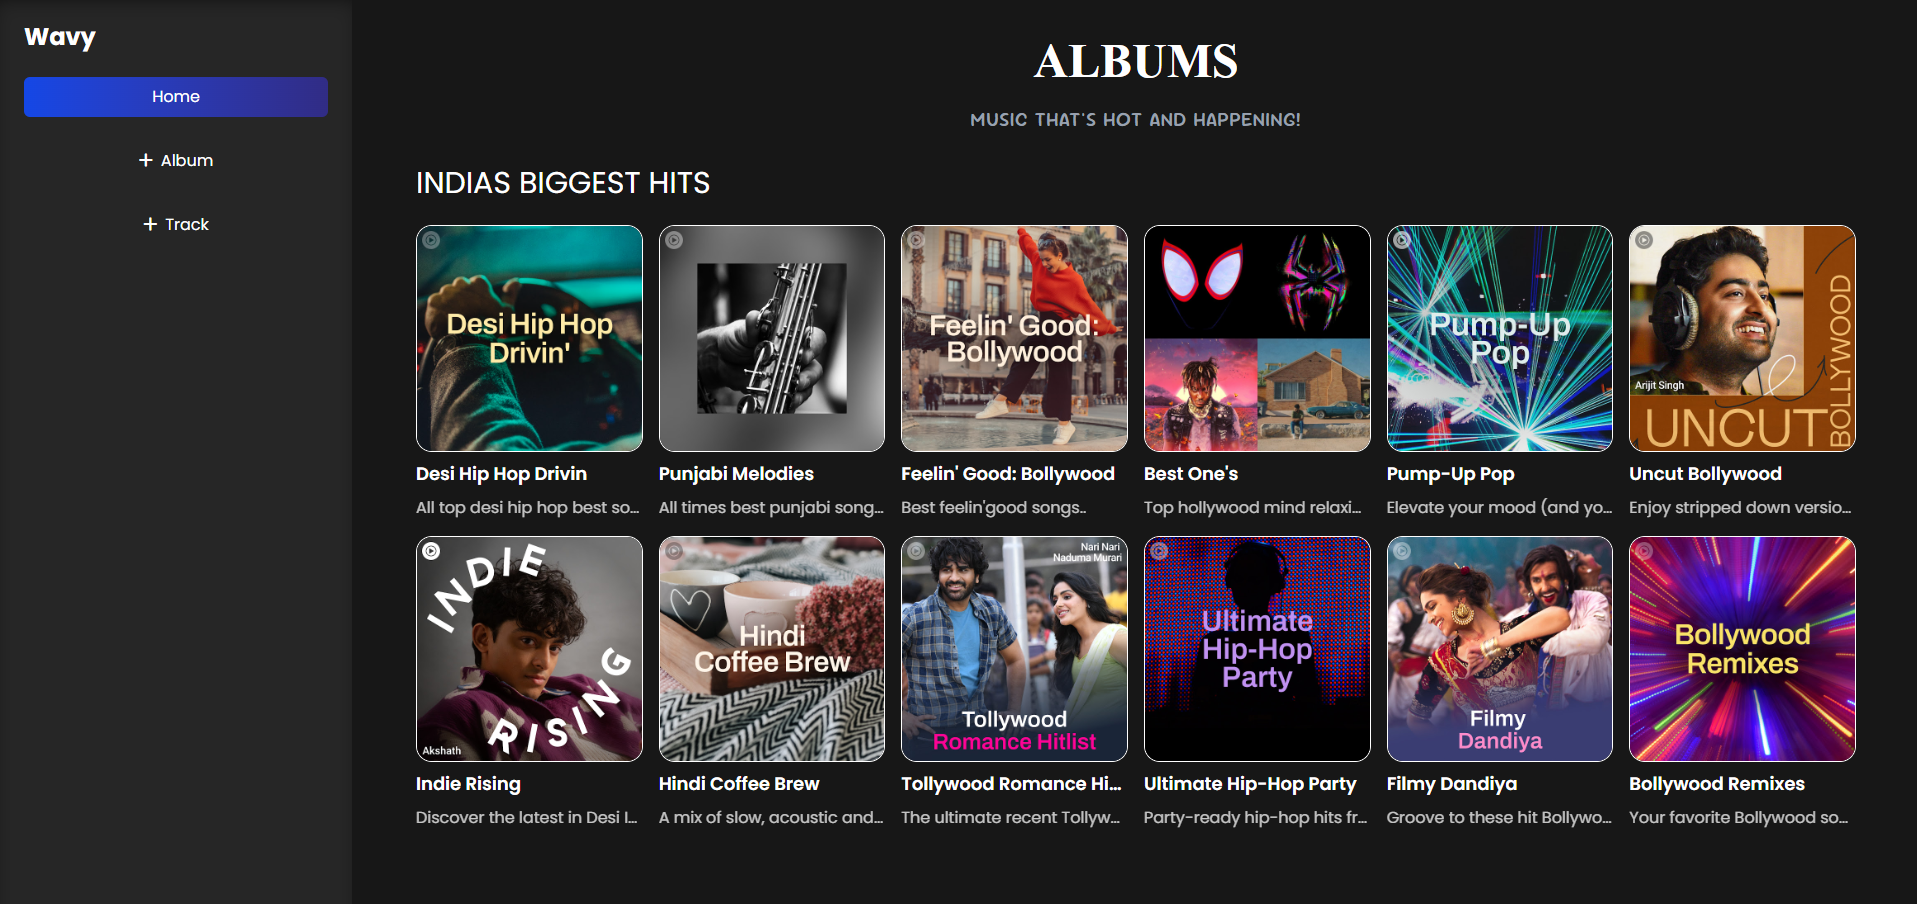 Wavy
Home
+ Album
+ Track
ALBUMS
MUSIC THAT'S HOT AND HAPPENING!
INDIAS BIGGEST HITS
Desi Hip Hop
Drivin'
Feelin' Good:
Bollywood
Pump-Up
Pop
Arijit Singh
UNCUT
BOLLYWOOD
Desi Hip Hop Drivin
Punjabi Melodies
Feelin' Good: Bollywood
Best One's
Pump-Up Pop
Uncut Bollywood
All top desi hip hop best so...
All times best punjabi song...
Best feelin'good songs..
Top hollywood mind relaxi...
Elevate your mood (and yo...
Enjoy stripped down versio...
INDIE
RISING
Akshath
Hindi
Coffee Brew
Nari Nari
Naduma Murari
Tollywood
Romance Hitlist
Ultimate
Hip-Hop
Party
Filmy
Dandiya
Bollywood
Remixes
Indie Rising
Hindi Coffee Brew
Tollywood Romance Hi...
Ultimate Hip-Hop Party
Filmy Dandiya
Bollywood Remixes
Discover the latest in Desi I...
A mix of slow, acoustic and...
The ultimate recent Tollyw...
Party-ready hip-hop hits fr...
Groove to these hit Bollywo...
Your favorite Bollywood so...